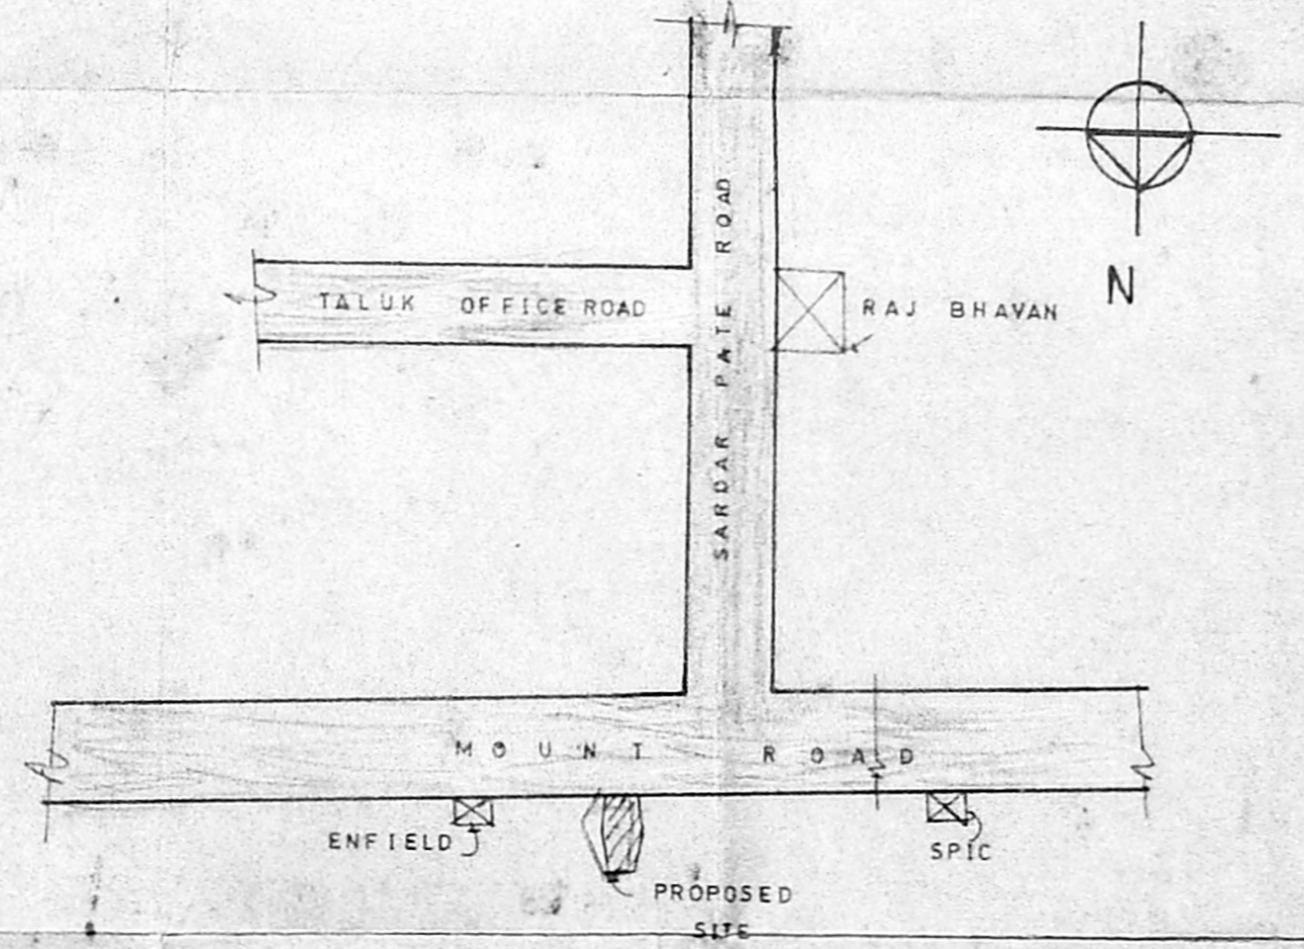 TALUK OFFICE ROAD
SARDAR PATE ROAD
RAJ BHAVAN
N
MOUNT ROAD
ENFIELD
SPIC
PROPOSED
SITE